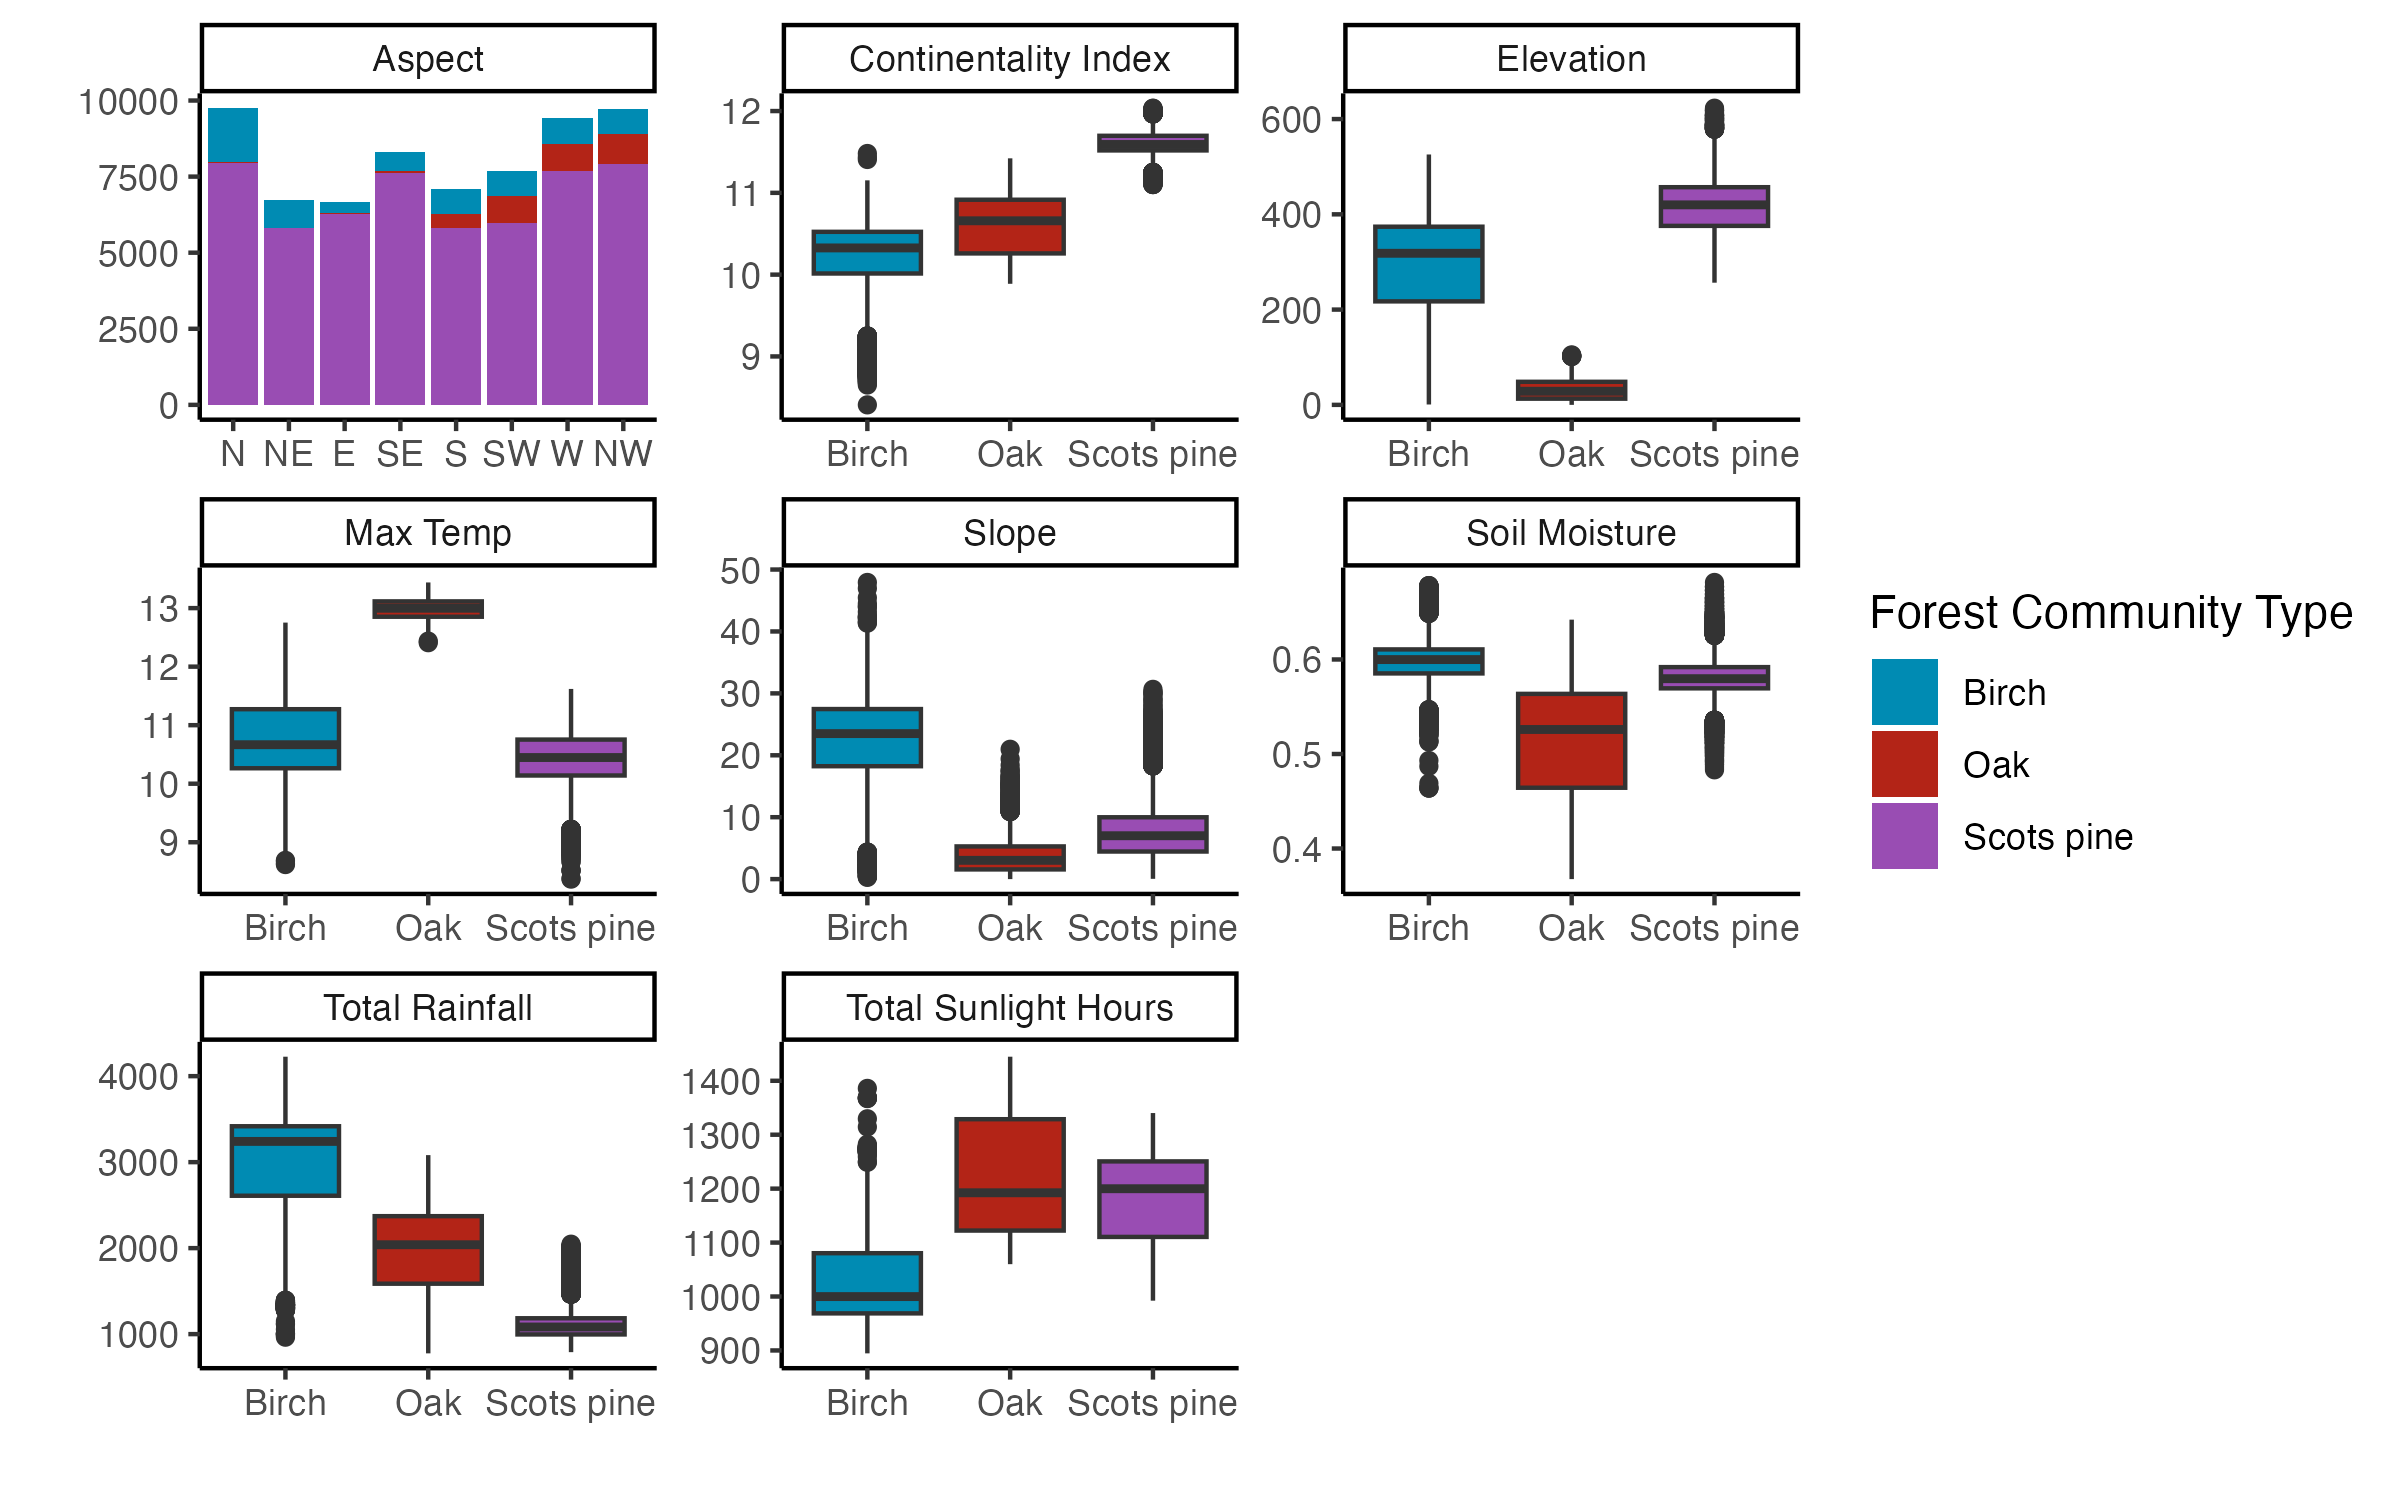 Aspect
10000
7500
5000
2500
0
N NE E SE S SW W NW
Continentality Index
12
11
10
9
Birch Oak Scots pine
Elevation
600
400
200
0
Birch Oak Scots pine
Max Temp
13
12
11
10
9
Birch Oak Scots pine
Slope
50
40
30
20
10
0
Birch Oak Scots pine
Soil Moisture
0.6
0.5
0.4
Birch Oak Scots pine
Total Rainfall
4000
3000
2000
1000
Birch Oak Scots pine
Total Sunlight Hours
1400
1300
1200
1100
1000
900
Birch Oak Scots pine
Forest Community Type
Birch
Oak
Scots pine